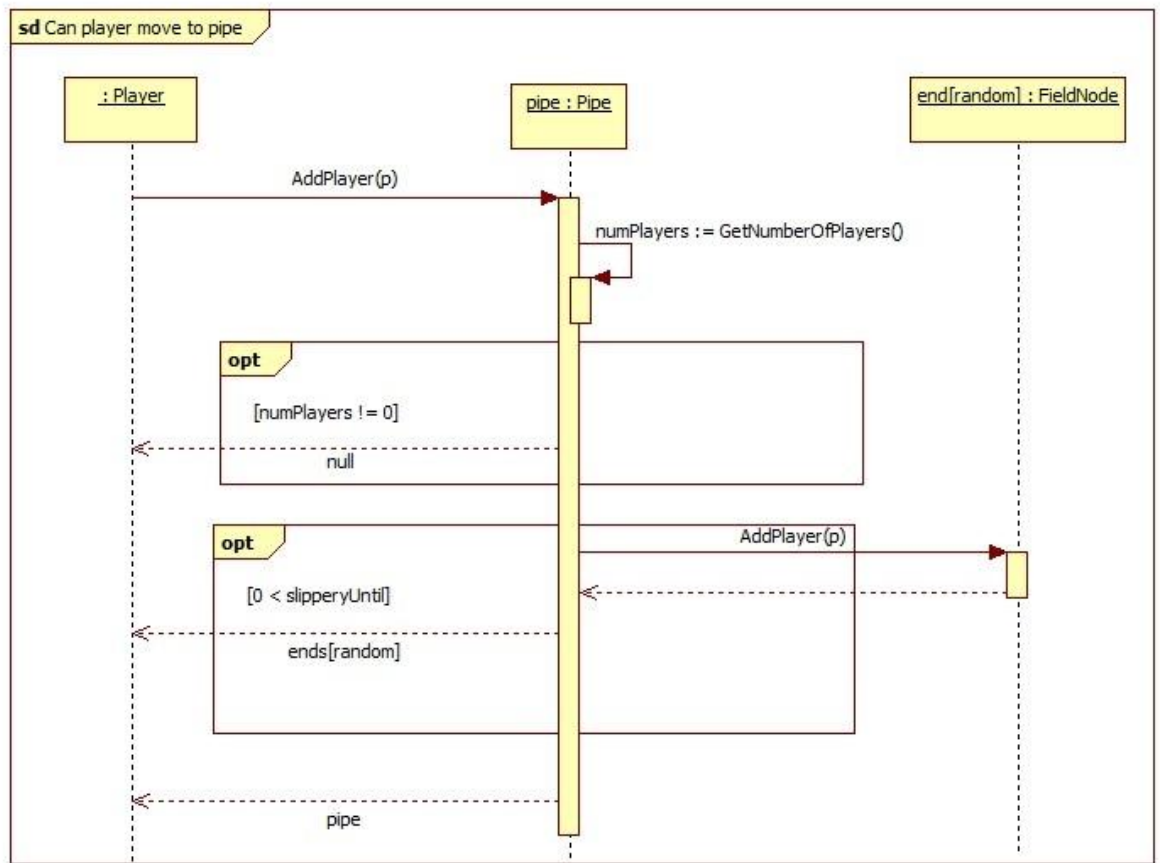 sd Can player move to pipe
: Player
pipe : Pipe
end[random] : FieldNode
AddPlayer(p)
numPlayers := GetNumberOfPlayers()
opt
[numPlayers != 0]
null
opt
AddPlayer(p)
[0 < slipperyUntil]
ends[random]
pipe